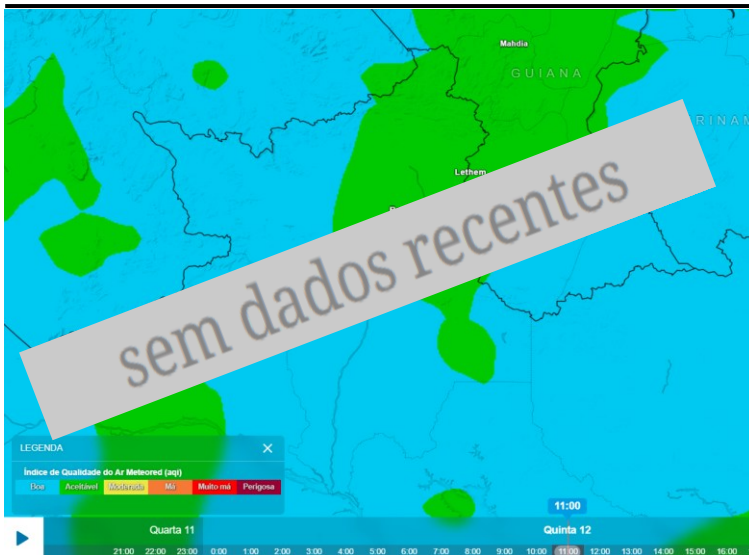 Mahdia
GUIANA
RINAM
Lethem
sem dados recentes
LEGENDA
Índice de Qualidade do Ar Meteored (aqi)
Boa Aceitável Moderada Má Muito má Perigosa
11:00
Quarta 11 Quinta 12
21:00 22:00 23:00 0:00 1:00 2:00 3:00 4:00 5:00 6:00 7:00 8:00 9:00 10:00 11:00 12:00 13:00 14:00 15:00 16:00